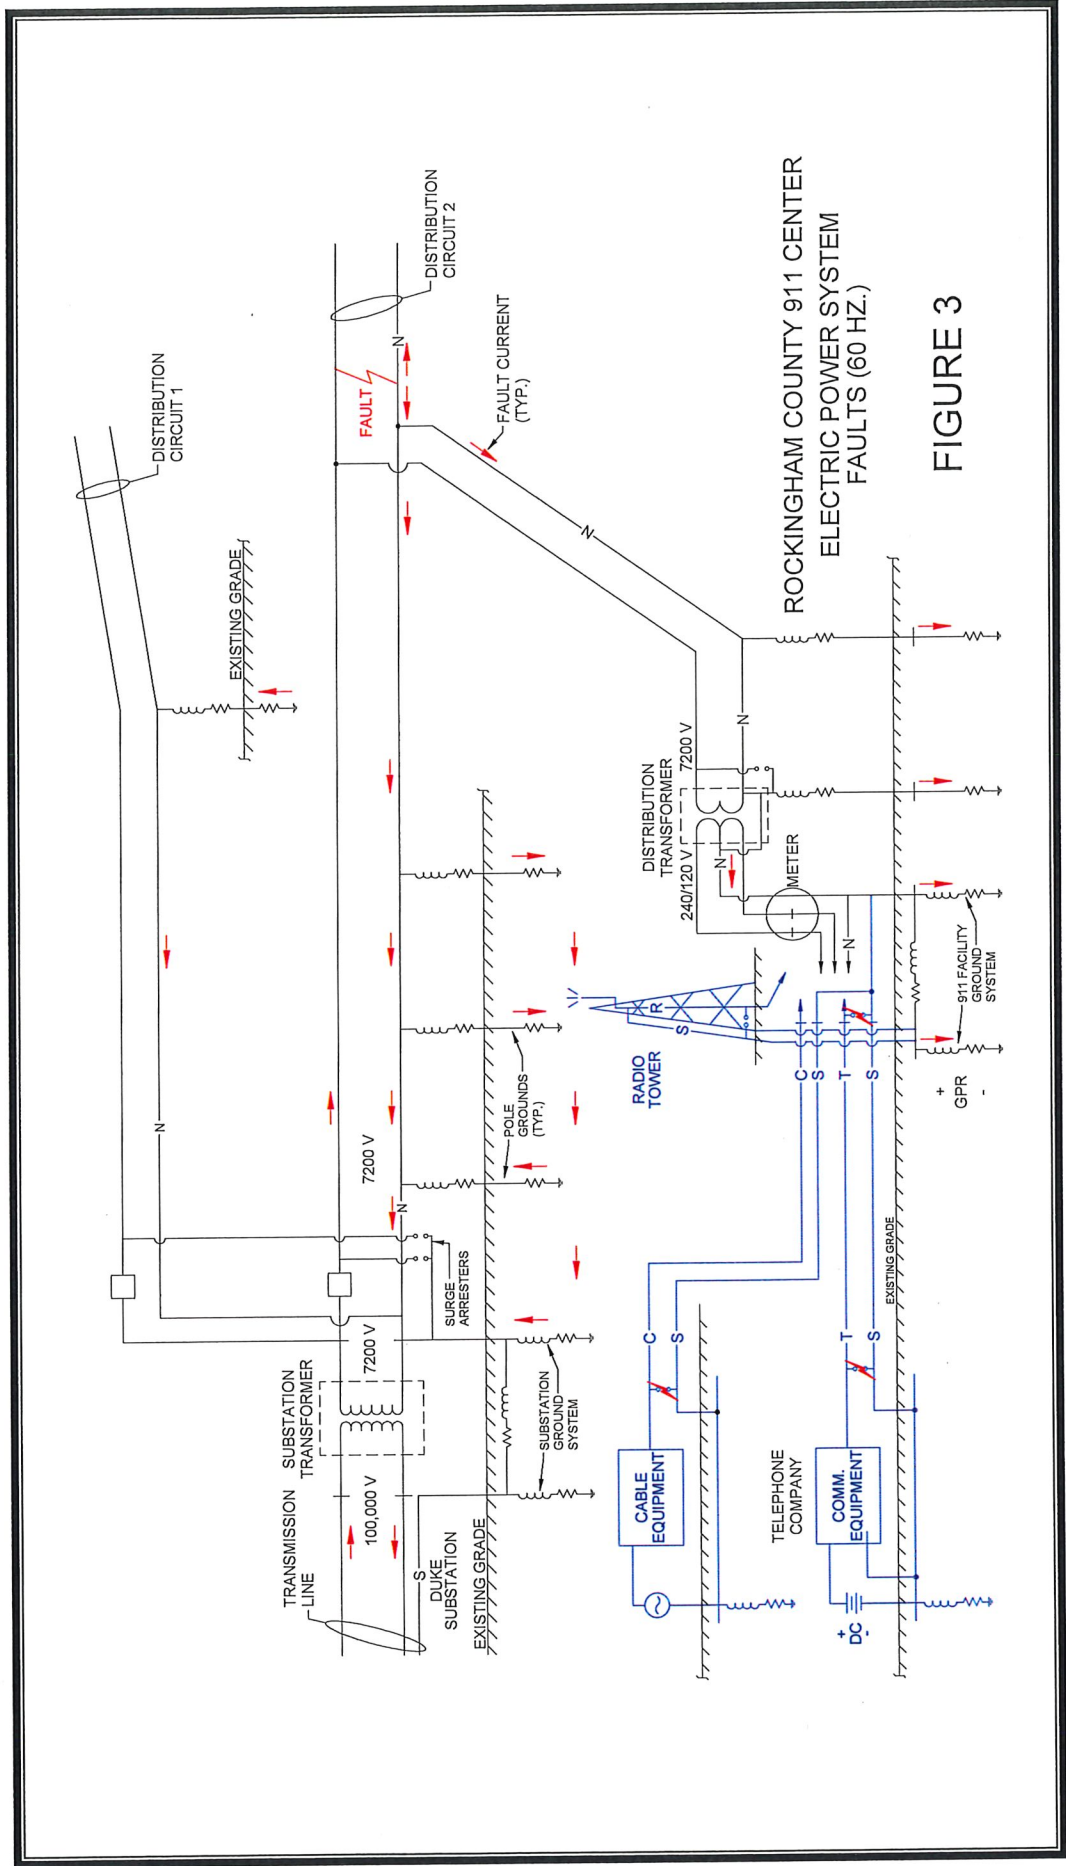 DISTRIBUTION
CIRCUIT 1
EXISTING GRADE
N
TRANSMISSION
LINE
SUBSTATION
TRANSFORMER
100,000 V
7200 V
7200 V
N
FAULT
N
DISTRIBUTION
CIRCUIT 2
S
DUKE
SUBSTATION
EXISTING GRADE
SURGE
ARRESTERS
SUBSTATION
GROUND
SYSTEM
POLE
GROUNDS
(TYP.)
FAULT CURRENT
(TYP.)
N
CABLE
EQUIPMENT
C
S
RADIO
TOWER
S
R
DISTRIBUTION
TRANSFORMER
240/120 V
7200 V
N
N
METER
N
C
S
T
S
TELEPHONE
COMPANY
COMM.
EQUIPMENT
+
DC
-
T
S
EXISTING GRADE
+
GPR
-
911 FACILITY
GROUND
SYSTEM
ROCKINGHAM COUNTY 911 CENTER
ELECTRIC POWER SYSTEM
FAULTS (60 HZ.)
FIGURE 3